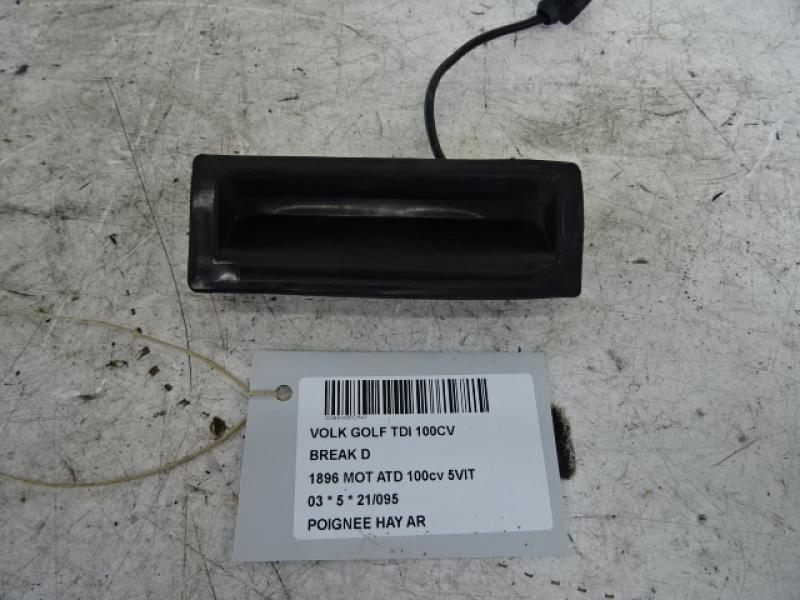 VOLK GOLF TDI 100CV
BREAK D
1896 MOT ATD 100cv 5VIT
03 * 5 * 21/095
POIGNEE HAY AR